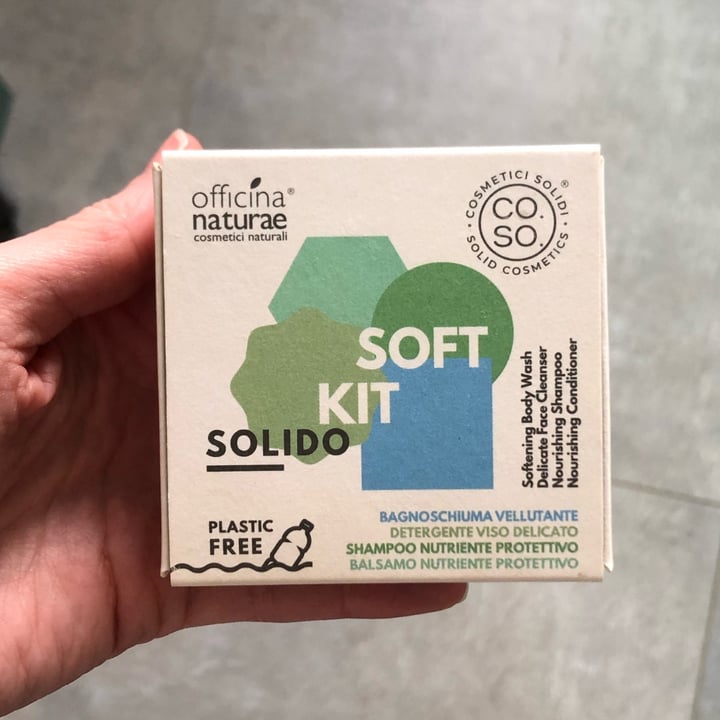 officina®
naturae
cosmetici naturali
COSMETICI SOLIDI®
CO.
SO.
SOLID COSMETICS
SOFT
KIT
SOLIDO
Softening Body Wash
Delicate Face Cleanser
Nourishing Shampoo
Nourishing Conditioner
PLASTIC
FREE
BAGNOSCHIUMA VELLUTANTE
DETERGENTE VISO DELICATO
SHAMPOO NUTRIENTE PROTETTIVO
BALSAMO NUTRIENTE PROTETTIVO